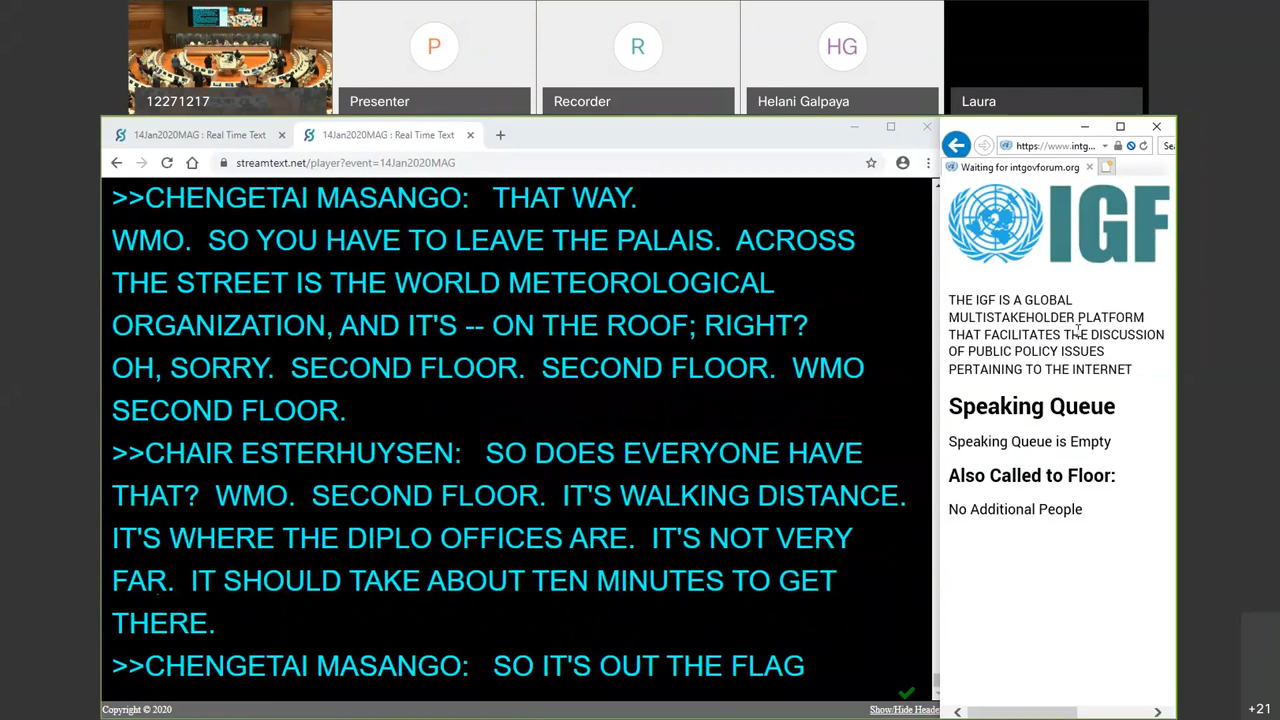 P
R
HG
12271217
Presenter
Recorder
Helani Galpaya
Laura
14Jan2020MAG : Real Time Text
14Jan2020MAG : Real Time Text
streamtext.net/player?event=14Jan2020MAG
>>CHENGETAI MASANGO: THAT WAY.
WMO. SO YOU HAVE TO LEAVE THE PALAIS. ACROSS
THE STREET IS THE WORLD METEOROLOGICAL
ORGANIZATION, AND IT'S -- ON THE ROOF; RIGHT?
OH, SORRY. SECOND FLOOR. SECOND FLOOR. WMO
SECOND FLOOR.
>>CHAIR ESTERHUYSEN: SO DOES EVERYONE HAVE
THAT? WMO. SECOND FLOOR. IT'S WALKING DISTANCE.
IT'S WHERE THE DIPLO OFFICES ARE. IT'S NOT VERY
FAR. IT SHOULD TAKE ABOUT TEN MINUTES TO GET
THERE.
>>CHENGETAI MASANGO: SO IT'S OUT THE FLAG
Copyright © 2020
Show/Hide Heade
https://www.intg...
Sea
Waiting for intgovforum.org
IGF
THE IGF IS A GLOBAL
MULTISTAKEHOLDER PLATFORM
THAT FACILITATES THE DISCUSSION
OF PUBLIC POLICY ISSUES
PERTAINING TO THE INTERNET
Speaking Queue
Speaking Queue is Empty
Also Called to Floor:
No Additional People
+21